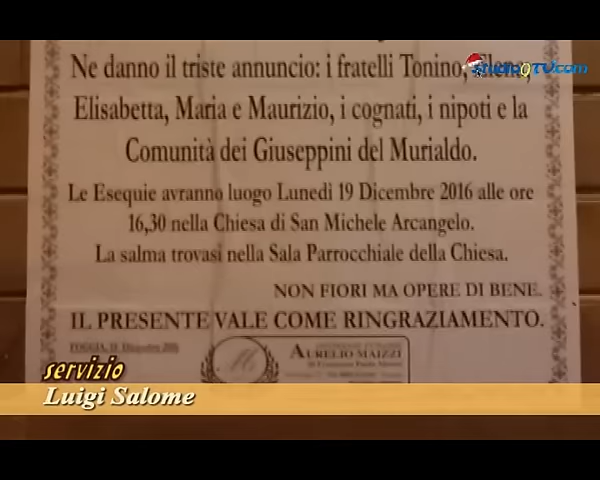 Ne danno il triste annuncio: i fratelli Tonino, Elena,
Studio9TV.com
Elisabetta, Maria e Maurizio, i cognati, i nipoti e la
Comunità dei Giuseppini del Murialdo.
Le Esequie avranno luogo Lunedì 19 Dicembre 2016 alle ore
16,30 nella Chiesa di San Michele Arcangelo.
La salma trovasi nella Sala Parrocchiale della Chiesa.
NON FIORI MA OPERE DI BENE.
IL PRESENTE VALE COME RINGRAZIAMENTO.
M
AURELIO MAIZZI
servizio
Luigi Salome